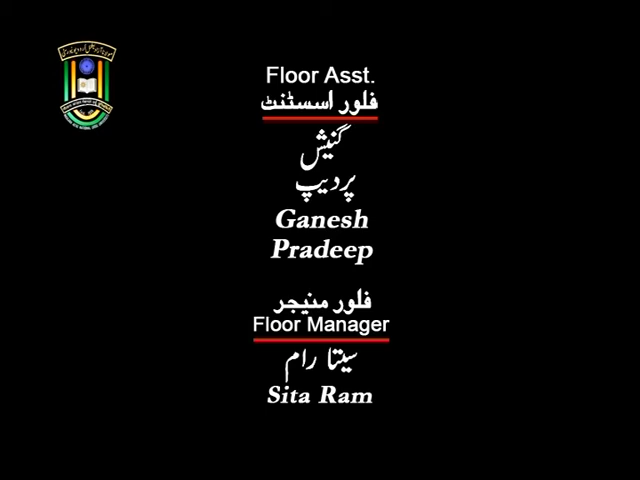 Floor Asst.
فلور اسسٹنٹ
گنیش
پردیپ
Ganesh
Pradeep
فلور منیجر
Floor Manager
سیتا رام
Sita Ram